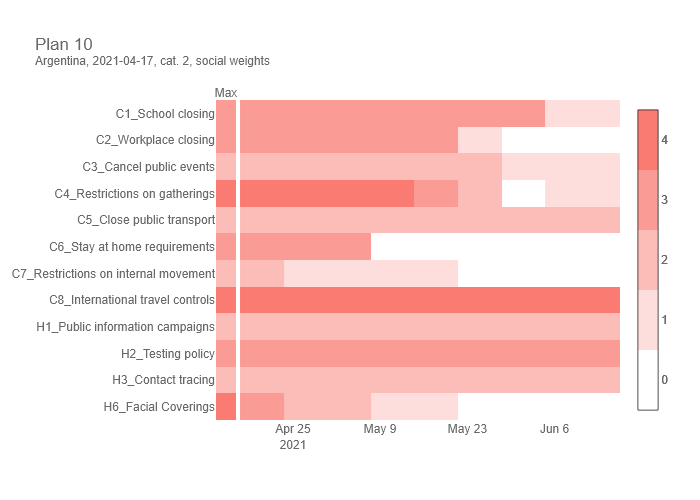 Plan 10
Argentina, 2021-04-17, cat. 2, social weights
Max
C1_School closing
C2_Workplace closing
C3_Cancel public events
C4_Restrictions on gatherings
C5_Close public transport
C6_Stay at home requirements
C7_Restrictions on internal movement
C8_International travel controls
H1_Public information campaigns
H2_Testing policy
H3_Contact tracing
H6_Facial Coverings
Apr 25 May 9 May 23 Jun 6
2021
4
3
2
1
0